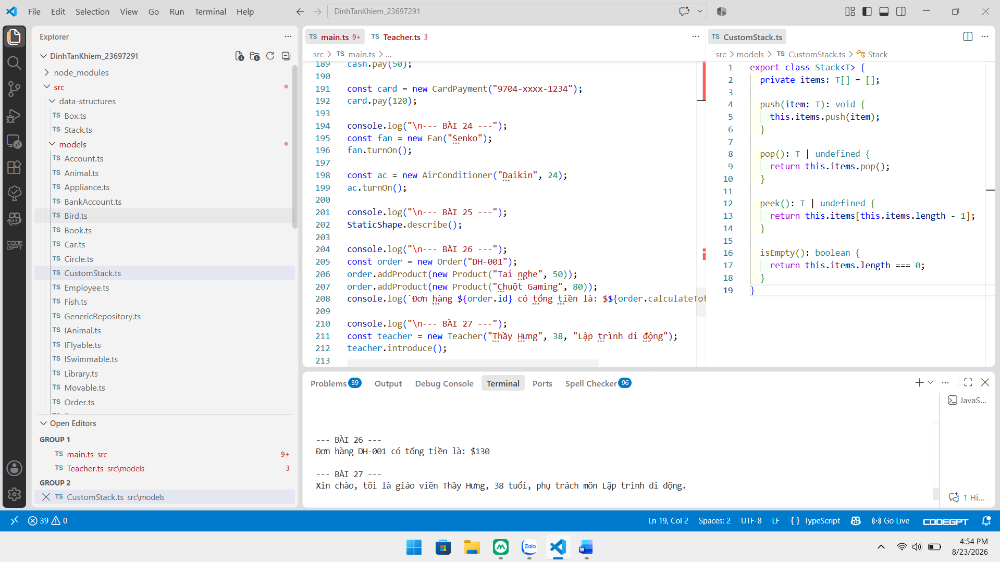 File Edit Selection View Go Run Terminal Help
DinhTanKhiem_23697291
Explorer
DinhTanKhiem_23697291
node_modules
src
data-structures
TS Box.ts
TS Stack.ts
models
TS Account.ts
TS Animal.ts
TS Appliance.ts
TS BankAccount.ts
TS Bird.ts
TS Book.ts
TS Car.ts
TS Circle.ts
TS CustomStack.ts
TS Employee.ts
TS Fish.ts
TS GenericRepository.ts
TS IAnimal.ts
TS IFlyable.ts
TS ISwimmable.ts
TS Library.ts
TS Movable.ts
TS Order.ts
Open Editors
GROUP 1
TS main.ts src 9+
TS Teacher.ts src\models 3
GROUP 2
TS CustomStack.ts src\models
CODE GPT
TS main.ts 9+ TS Teacher.ts 3
src > TS main.ts > ...
189 cash.pay(50);
190
191 const card = new CardPayment("9704-xxxx-1234");
192 card.pay(120);
193
194 console.log("\n--- BÀI 24 ---");
195 const fan = new Fan("Senko");
196 fan.turnOn();
197
198 const ac = new AirConditioner("Daikin", 24);
199 ac.turnOn();
200
201 console.log("\n--- BÀI 25 ---");
202 StaticShape.describe();
203
204 console.log("\n--- BÀI 26 ---");
205 const order = new Order("DH-001");
206 order.addProduct(new Product("Tai nghe", 50));
207 order.addProduct(new Product("Chuột Gaming", 80));
208 console.log(`Đơn hàng ${order.id} có tổng tiền là: $${order.calculateTot
209
210 console.log("\n--- BÀI 27 ---");
211 const teacher = new Teacher("Thầy Hưng", 38, "Lập trình di động");
212 teacher.introduce();
213
TS CustomStack.ts
src > models > TS CustomStack.ts > Stack
1 export class Stack<T> {
2 private items: T[] = [];
3
4 push(item: T): void {
5 this.items.push(item);
6 }
7
8 pop(): T | undefined {
9 return this.items.pop();
10 }
11
12 peek(): T | undefined {
13 return this.items[this.items.length - 1];
14 }
15
16 isEmpty(): boolean {
17 return this.items.length === 0;
18 }
19 }
Problems 39 Output Debug Console Terminal Ports Spell Checker 96
--- BÀI 26 ---
Đơn hàng DH-001 có tổng tiền là: $130
--- BÀI 27 ---
Xin chào, tôi là giáo viên Thầy Hưng, 38 tuổi, phụ trách môn Lập trình di động.
JavaS...
1 Hi...
39 0
Ln 19, Col 2 Spaces: 2 UTF-8 LF { } TypeScript Go Live CODEGPT
Zalo
4:54 PM
8/23/2026